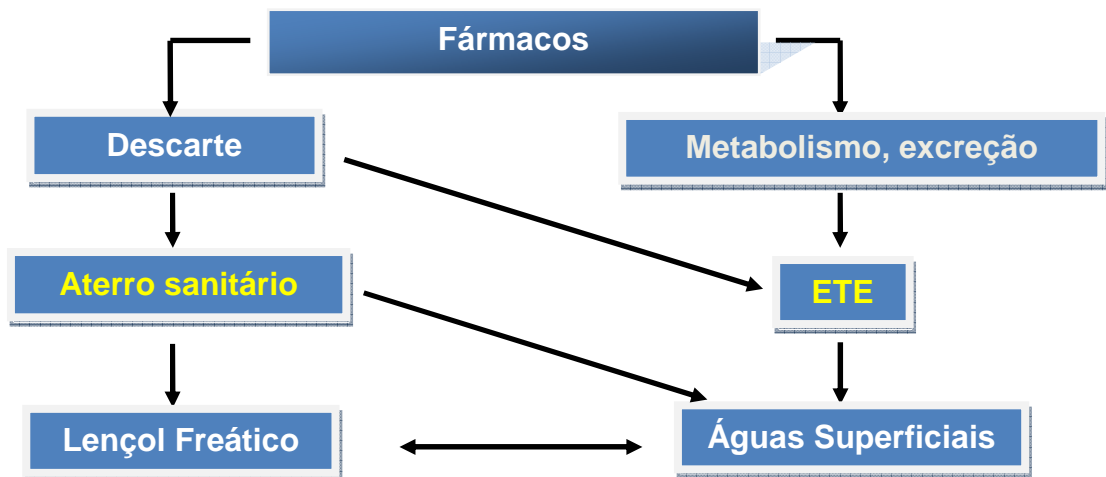 Fármacos
Descarte
Metabolismo, excreção
Aterro sanitário
ETE
Lençol Freático
Águas Superficiais